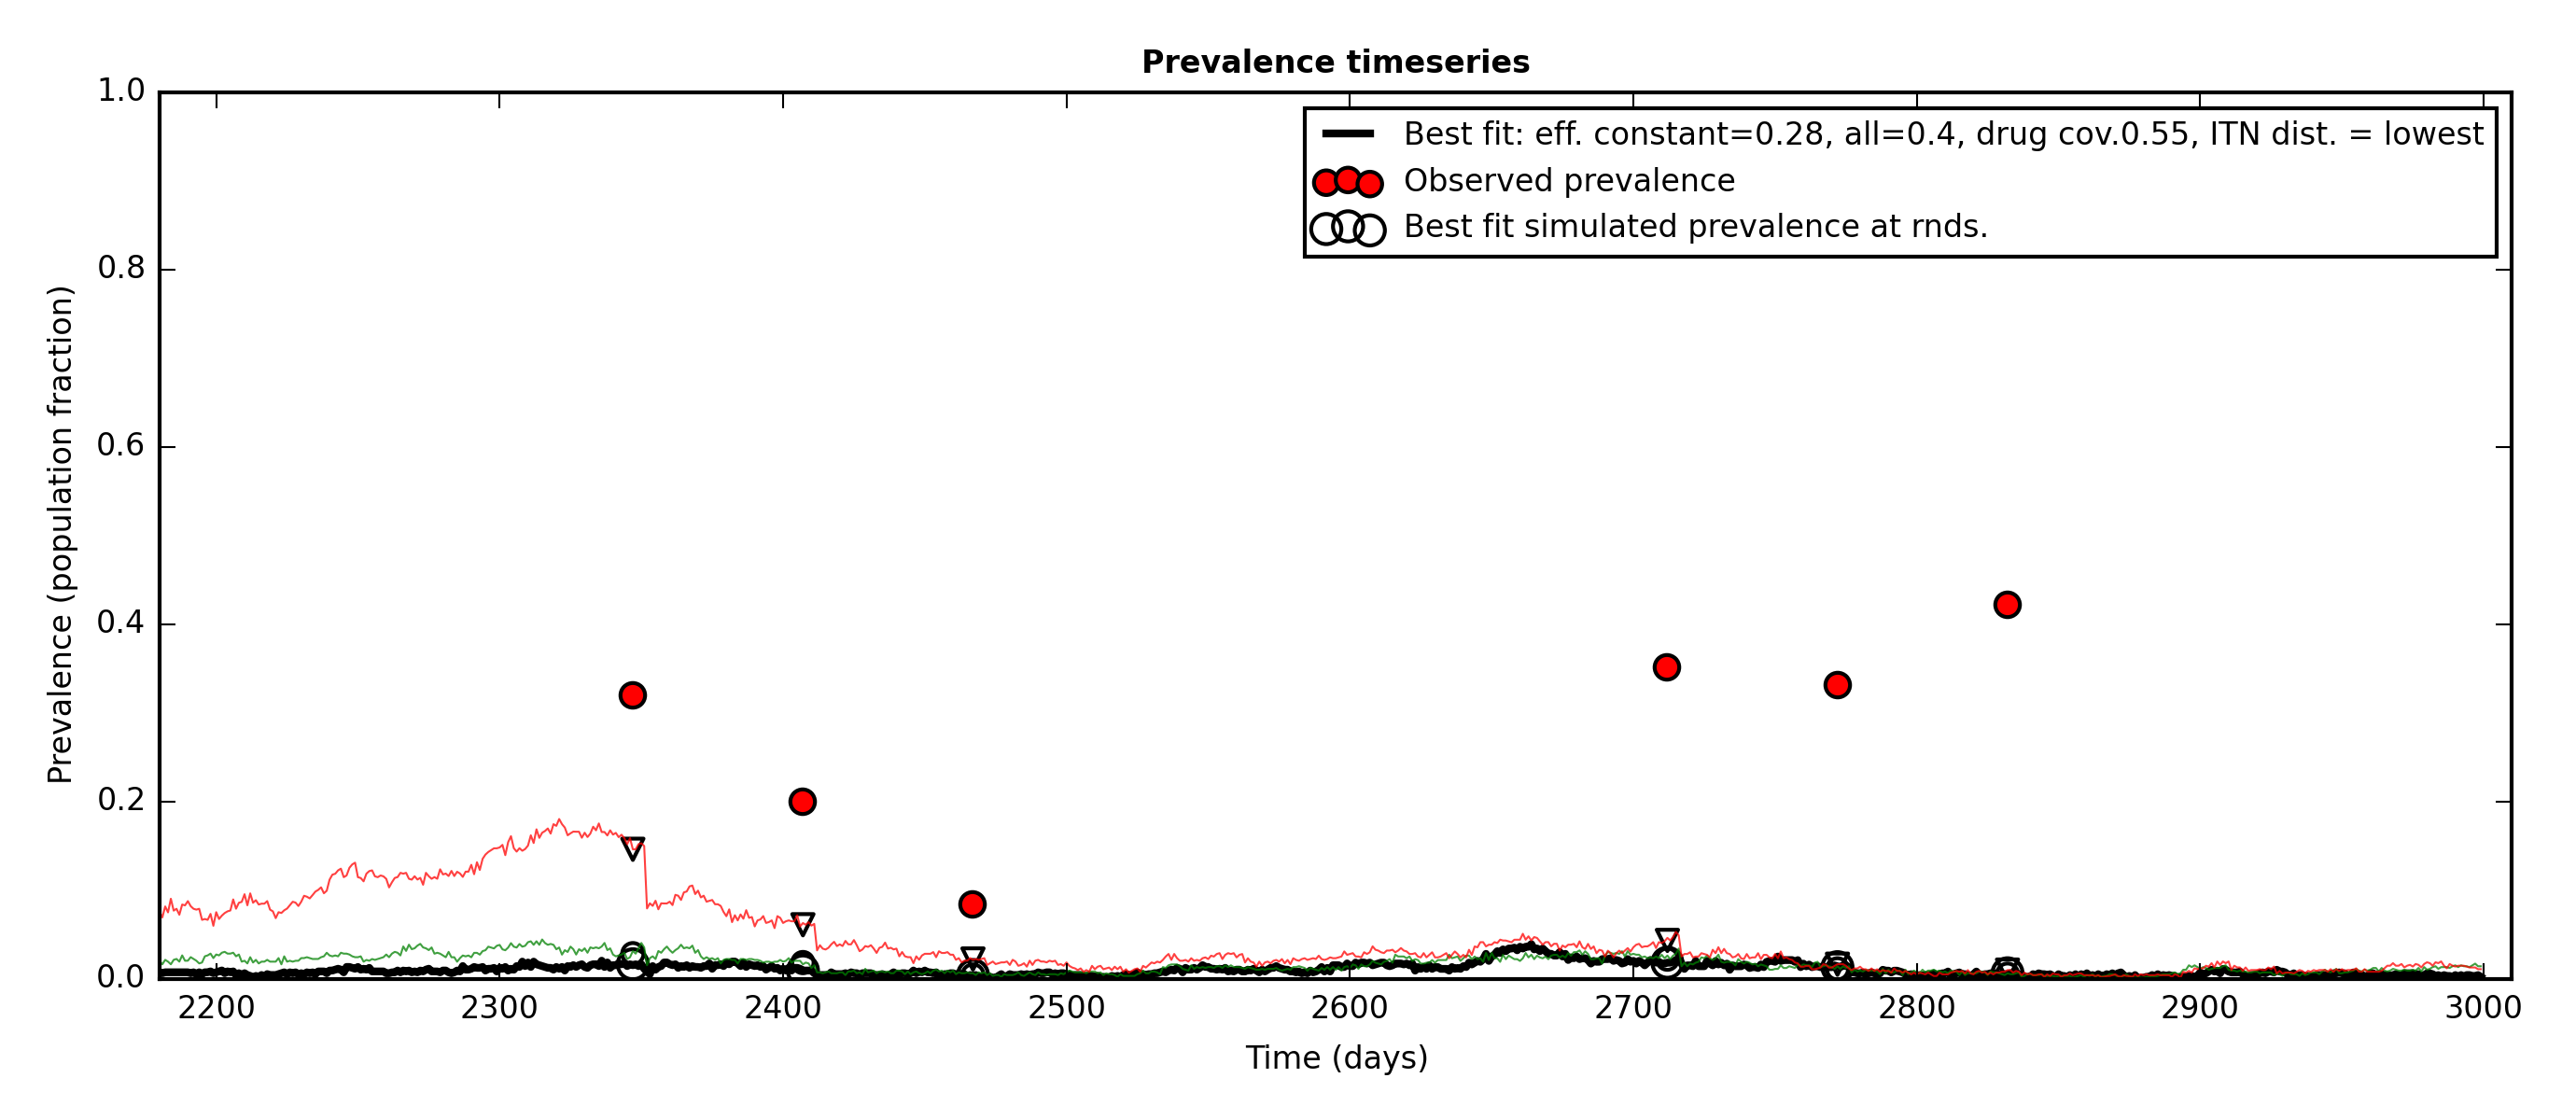 Prevalence timeseries
1.0
0.8
0.6
0.4
0.2
0.0
Prevalence (population fraction)
Best fit: eff. constant=0.28, all=0.4, drug cov.0.55, ITN dist. = lowest
Observed prevalence
Best fit simulated prevalence at rnds.
2200 2300 2400 2500 2600 2700 2800 2900 3000
Time (days)